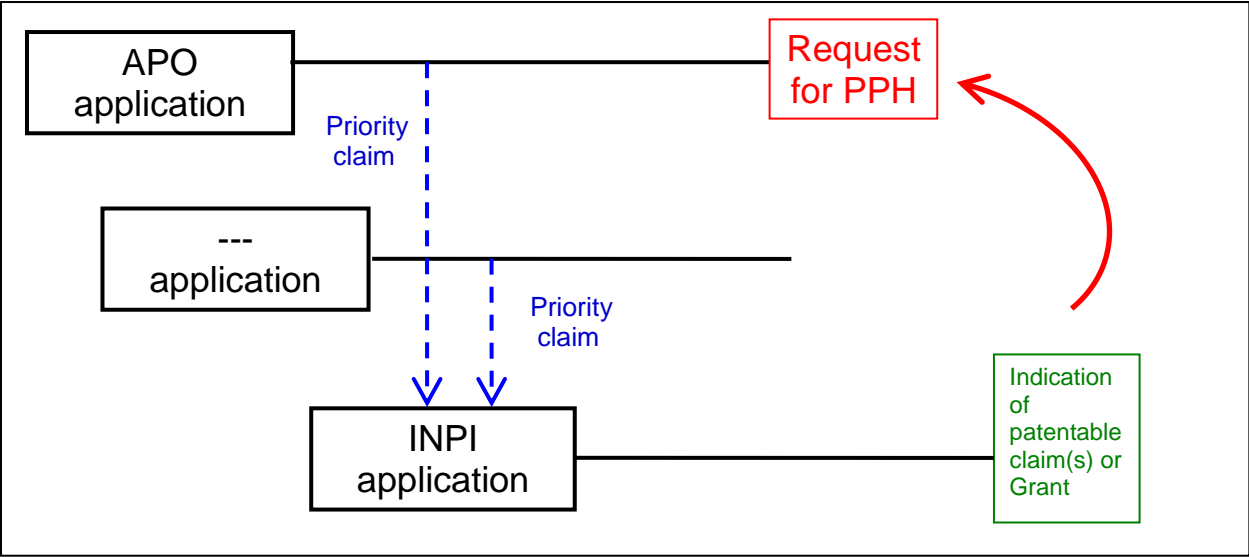 APO
application
Request
for PPH
Priority
claim
---
application
Priority
claim
INPI
application
Indication
of
patentable
claim(s) or
Grant